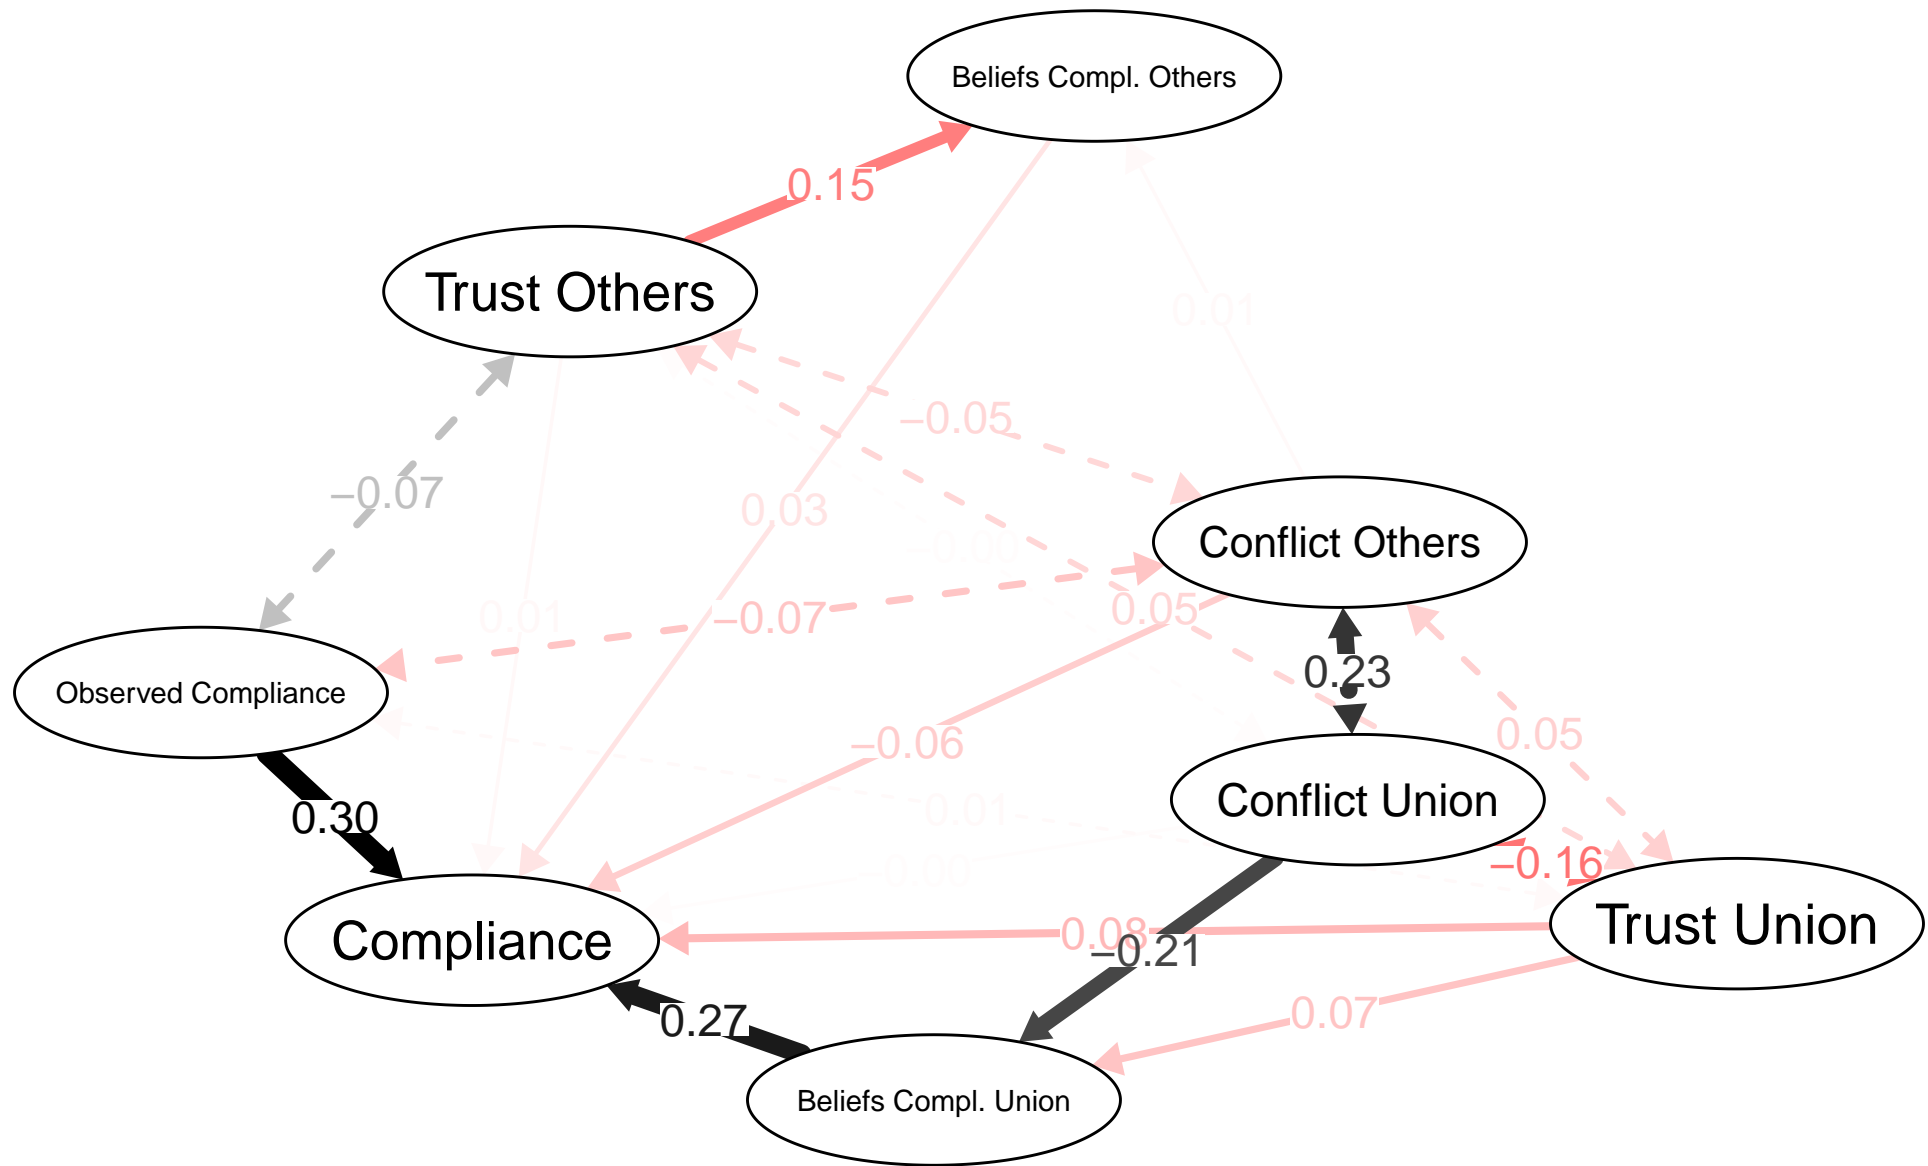 Beliefs Compl. Others
0.15
Trust Others
0.01
−0.05
−0.07
0.03
Conflict Others
−0.00
0.05
−0.07
0.01
0.23
Observed Compliance
0.05
−0.06
Conflict Union
0.30
0.01
−0.16
−0.00
Trust Union
Compliance
0.08
−0.21
0.07
0.27
Beliefs Compl. Union